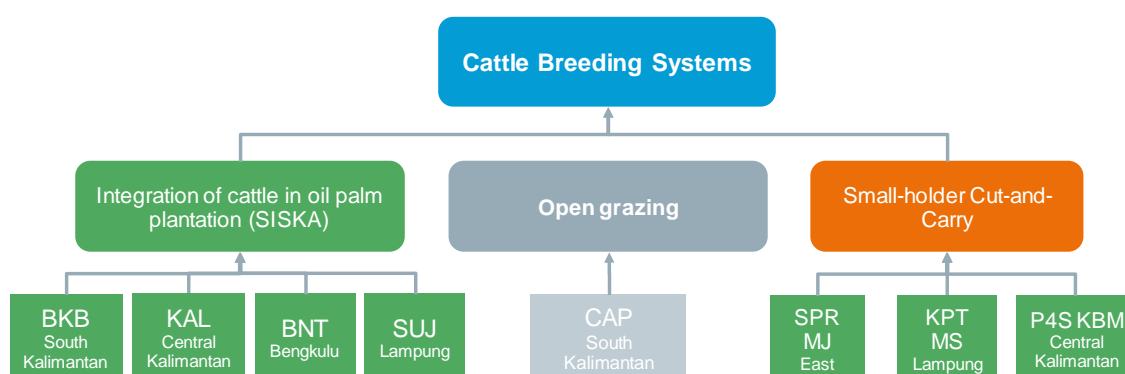 Cattle Breeding Systems
Integration of cattle in oil palm
plantation (SISKA)
Open grazing
Small-holder Cut-and-
Carry
BKB
South
Kalimantan
KAL
Central
Kalimantan
BNT
Bengkulu
SUJ
Lampung
CAP
South
Kalimantan
SPR
MJ
East
KPT
MS
Lampung
P4S KBM
Central
Kalimantan